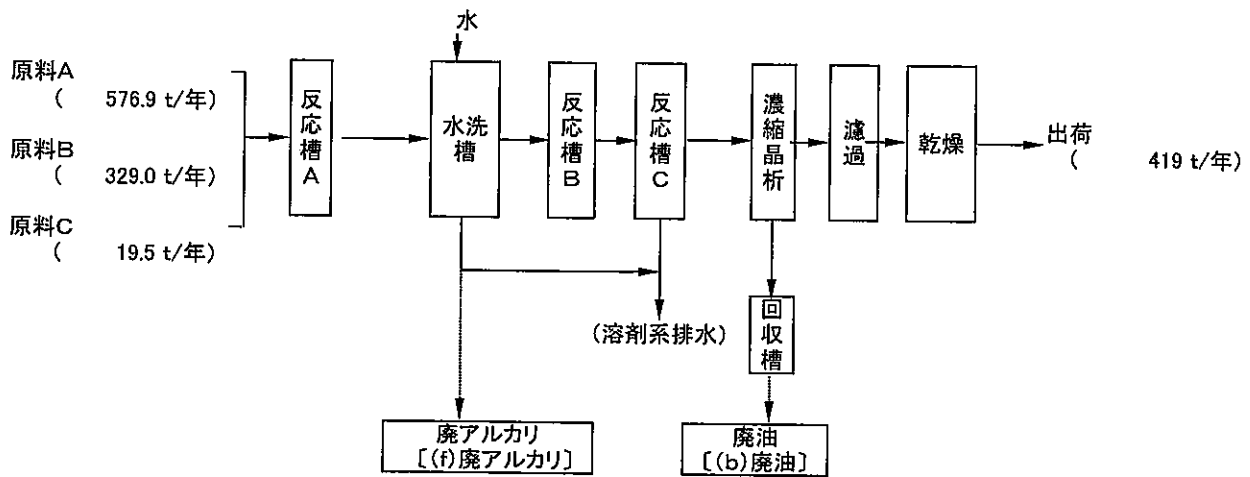 水
原料A
( 576.9 t/年)
原料B
( 329.0 t/年)
原料C
( 19.5 t/年)
反応槽A
水洗槽
反応槽B
反応槽C
濃縮晶析
濾過
乾燥
出荷
( 419 t/年)
(溶剤系排水)
回収槽
廃アルカリ
[(f)廃アルカリ]
廃油
[(b)廃油]